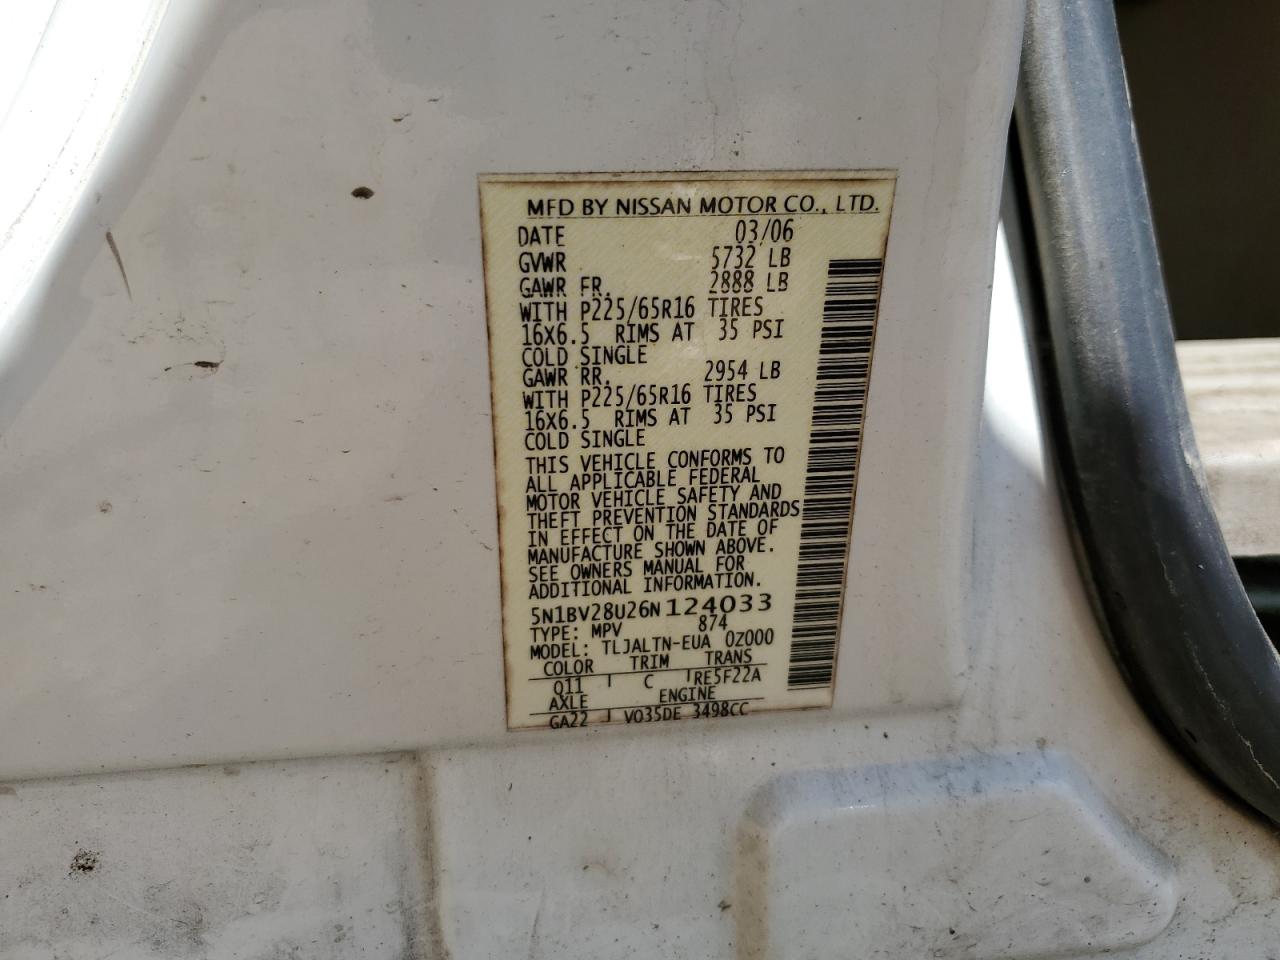 MFD BY NISSAN MOTOR CO., LTD.
DATE 03/06
GVWR 5732 LB
GAWR FR. 2888 LB
WITH P225/65R16 TIRES
16X6.5 RIMS AT 35 PSI
COLD SINGLE
GAWR RR. 2954 LB
WITH P225/65R16 TIRES
16X6.5 RIMS AT 35 PSI
COLD SINGLE
THIS VEHICLE CONFORMS TO
ALL APPLICABLE FEDERAL
MOTOR VEHICLE SAFETY AND
THEFT PREVENTION STANDARDS
IN EFFECT ON THE DATE OF
MANUFACTURE SHOWN ABOVE.
SEE OWNERS MANUAL FOR
ADDITIONAL INFORMATION.
5N1BV28U26N124033
TYPE: MPV 874
MODEL: TLJALTN-EUA 0Z000
COLOR TRIM TRANS
Q11 C RE5F22A
AXLE ENGINE
GA22 VQ35DE 3498CC